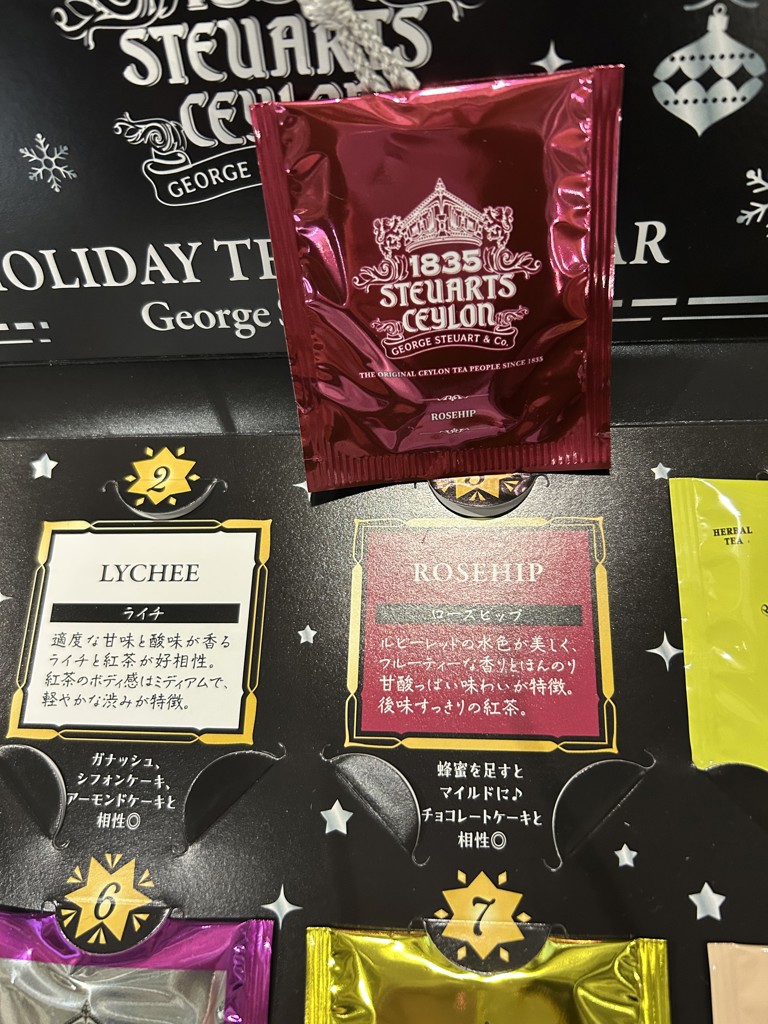 STEUARTS
CEYLON
GEORGE
HOLIDAY
AR
George
1835
STEUARTS
CEYLON
GEORGE STEUART & Co.
THE ORIGINAL CEYLON TEA PEOPLE SINCE 1835
ROSEHIP
2
LYCHEE
ライチ
適度な甘味と酸味が香る
ライチと紅茶が好相性。
紅茶のボディ感はミディアムで、
軽やかな渋みが特徴。
ガナッシュ、
シフォンケーキ、
アーモンドケーキと
相性◎
3
ROSEHIP
ローズヒップ
ルビーレッドの水色が美しく、
フルーティーな香りとほんのり
甘酸っぱい味わいが特徴。
後味すっきりの紅茶。
蜂蜜を足すと
マイルドに♪
チョコレートケーキと
相性◎
HERBAL
TEA
6
7